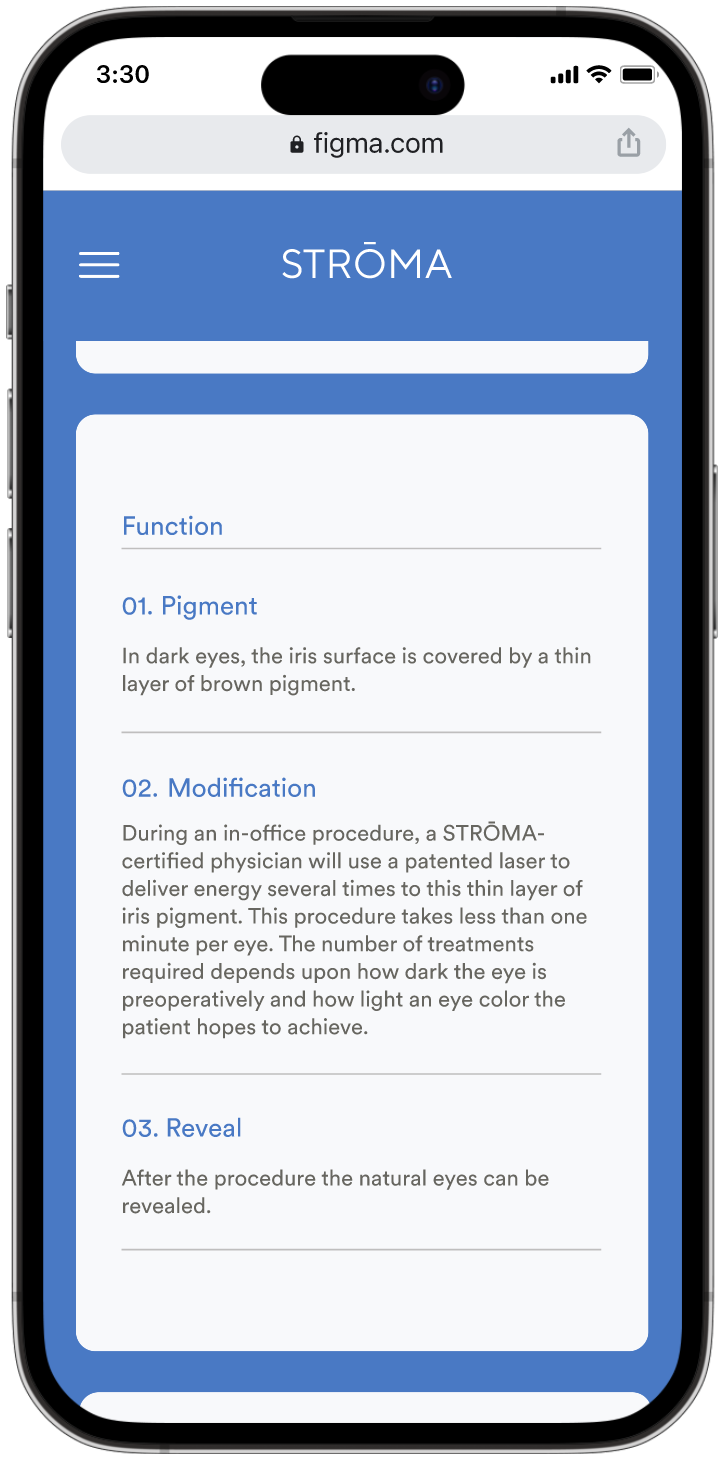 3:30
figma.com
STRŌMA
Function
01. Pigment
In dark eyes, the iris surface is covered by a thin
layer of brown pigment.
02. Modification
During an in-office procedure, a STRŌMA-
certified physician will use a patented laser to
deliver energy several times to this thin layer of
iris pigment. This procedure takes less than one
minute per eye. The number of treatments
required depends upon how dark the eye is
preoperatively and how light an eye color the
patient hopes to achieve.
03. Reveal
After the procedure the natural eyes can be
revealed.